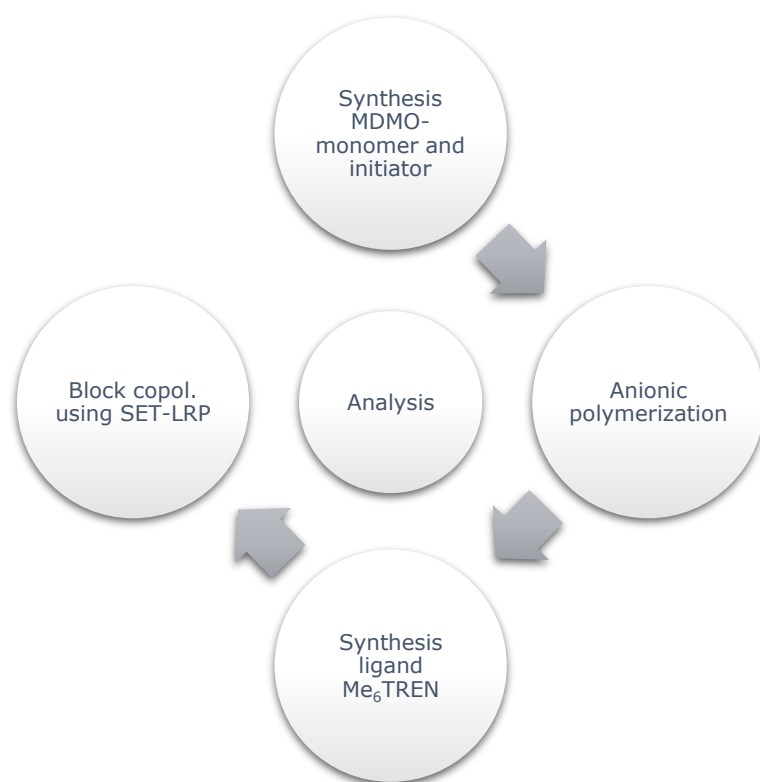 Synthesis
MDMO-
monomer and
initiator
Block copol.
using SET-LRP
Analysis
Anionic
polymerization
Synthesis
ligand
Me₆TREN